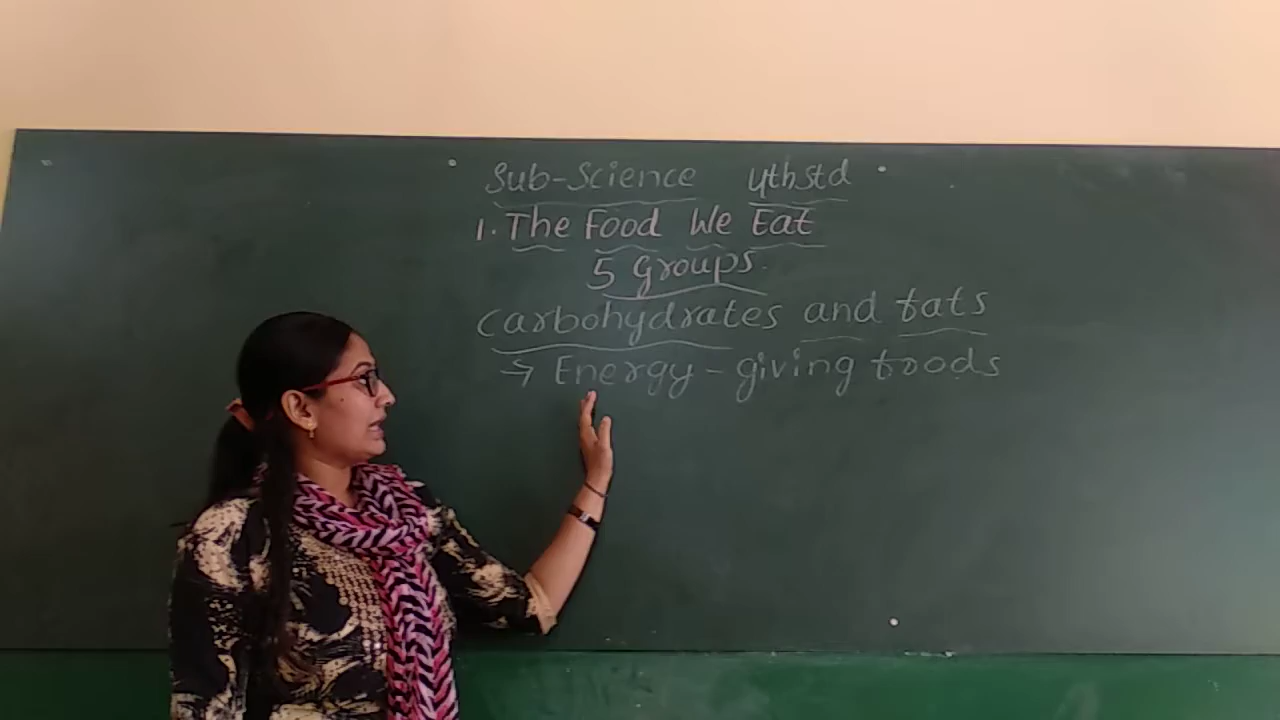 Sub-Science 4th std
1. The Food We Eat
5 Groups.
Carbohydrates and fats
→ Energy-giving foods